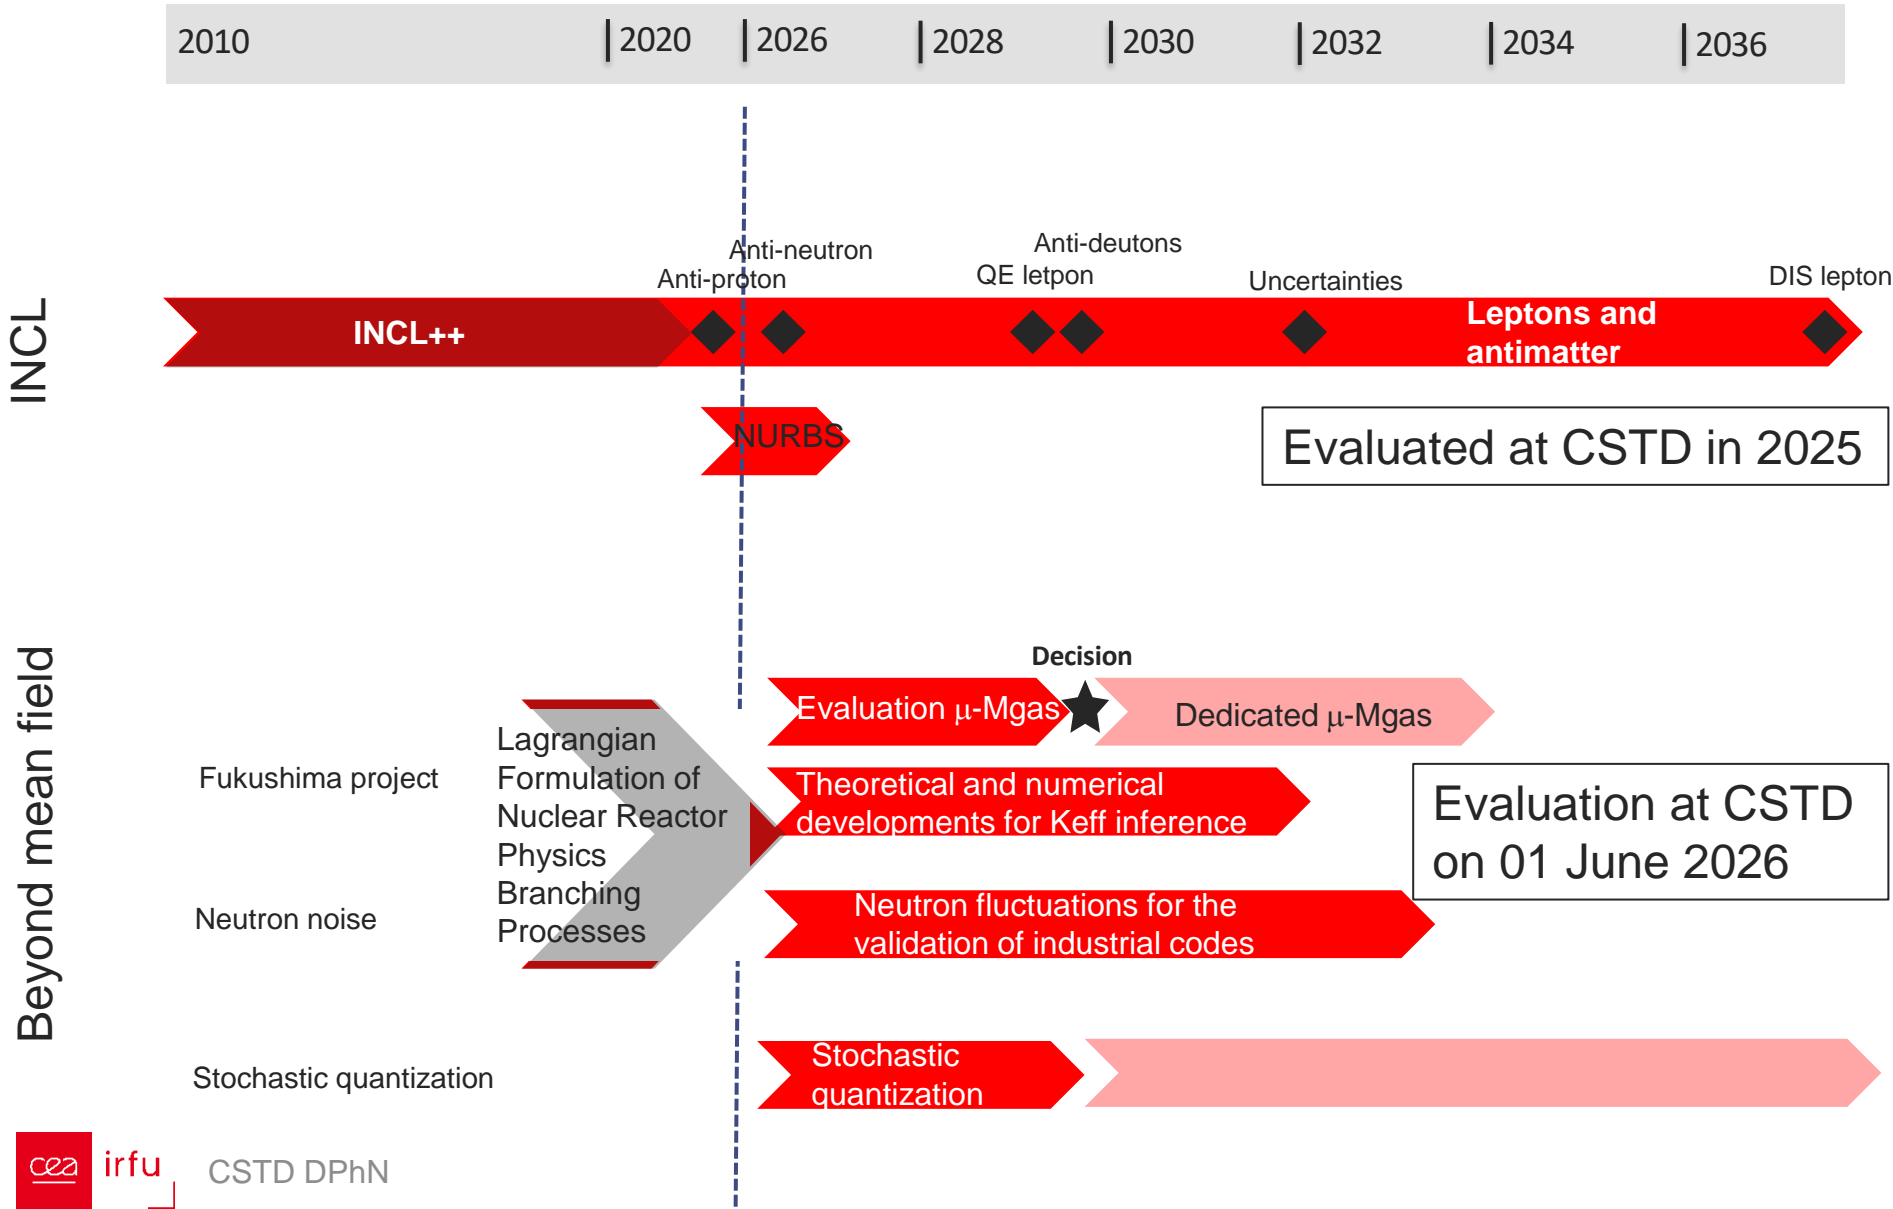 2010 | 2020 | 2026 | 2028 | 2030 | 2032 | 2034 | 2036
INCL
Anti-proton
Anti-neutron
QE letpon
Anti-deutons
Uncertainties
DIS lepton
INCL++
Leptons and
antimatter
NURBS
Evaluated at CSTD in 2025
Beyond mean field
Decision
Evaluation μ-Mgas
Dedicated μ-Mgas
Fukushima project
Lagrangian
Formulation of
Nuclear Reactor
Physics
Branching
Processes
Theoretical and numerical
developments for Keff inference
Evaluation at CSTD
on 01 June 2026
Neutron noise
Neutron fluctuations for the
validation of industrial codes
Stochastic quantization
Stochastic
quantization
cea
irfu
CSTD DPhN